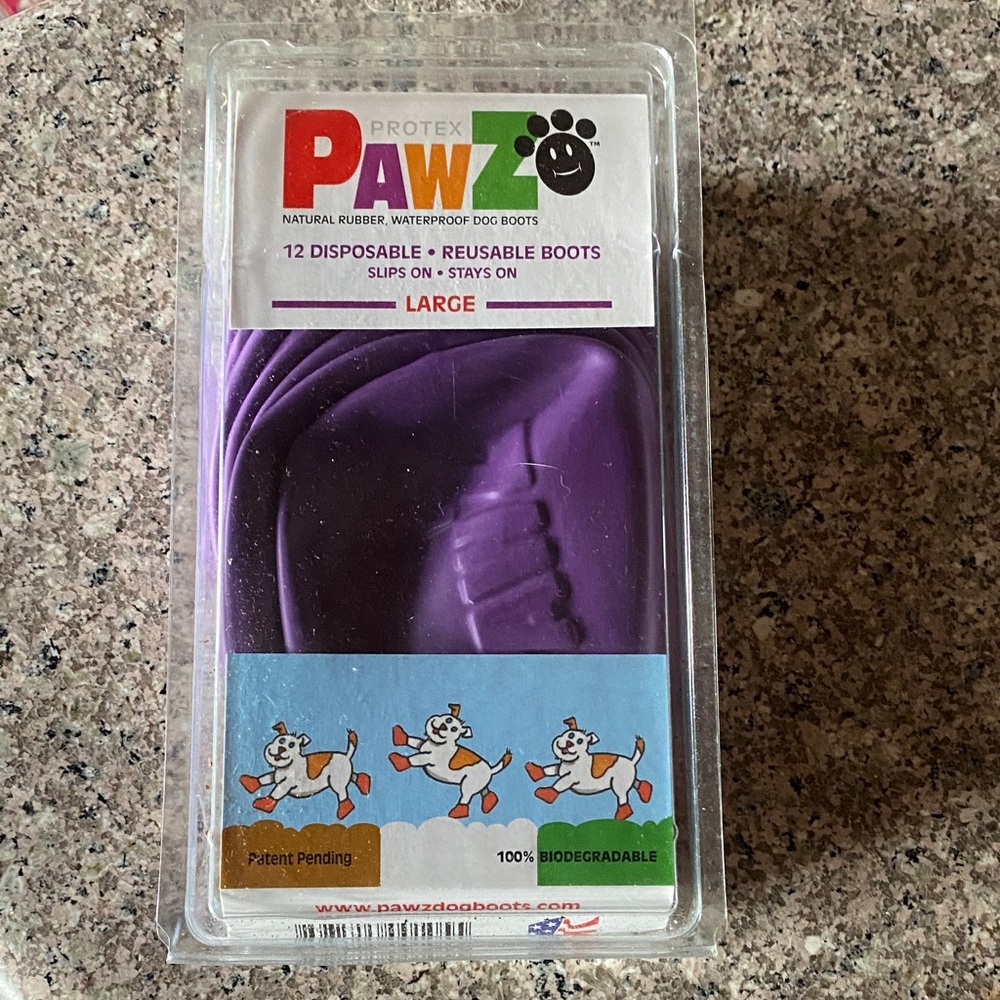 PROTEX
PAWZ ™
NATURAL RUBBER, WATERPROOF DOG BOOTS
12 DISPOSABLE • REUSABLE BOOTS
SLIPS ON • STAYS ON
LARGE
Patent Pending
100% BIODEGRADABLE
www.pawzdogboots.com